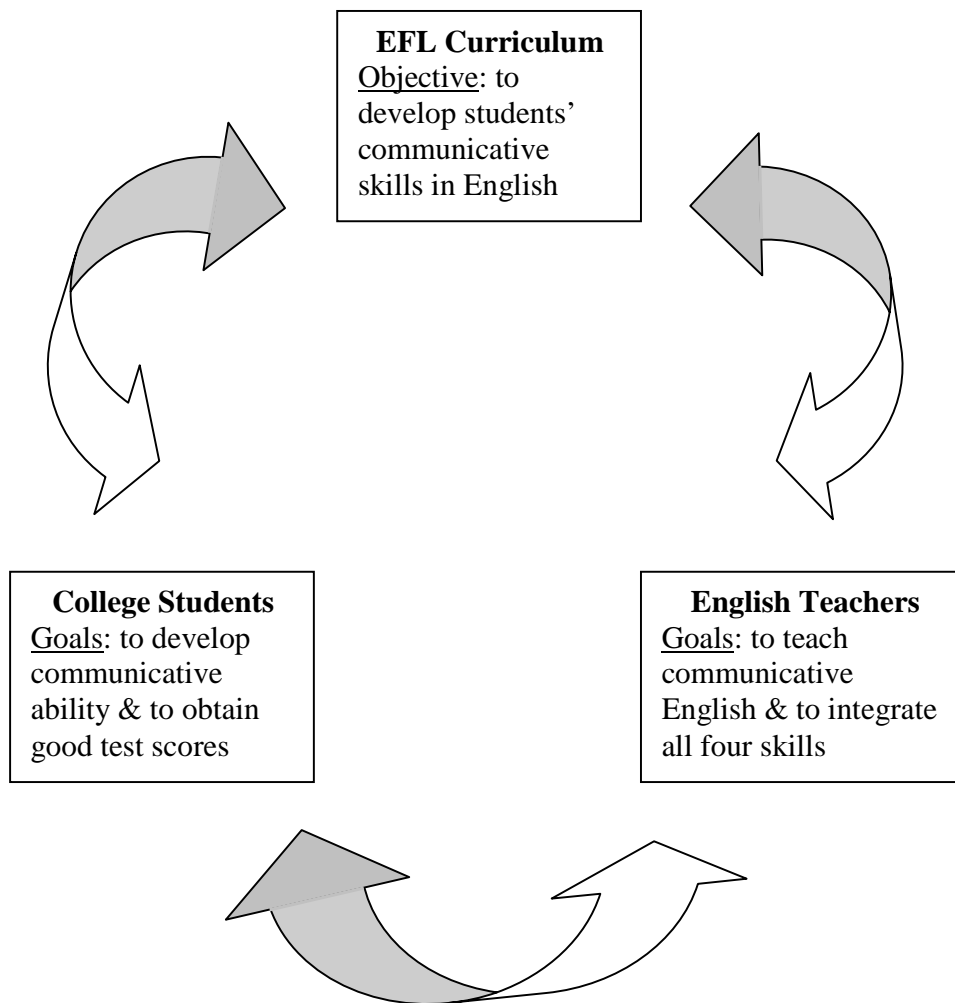 EFL Curriculum
Objective: to
develop students’
communicative
skills in English
College Students
Goals: to develop
communicative
ability & to obtain
good test scores
English Teachers
Goals: to teach
communicative
English & to integrate
all four skills